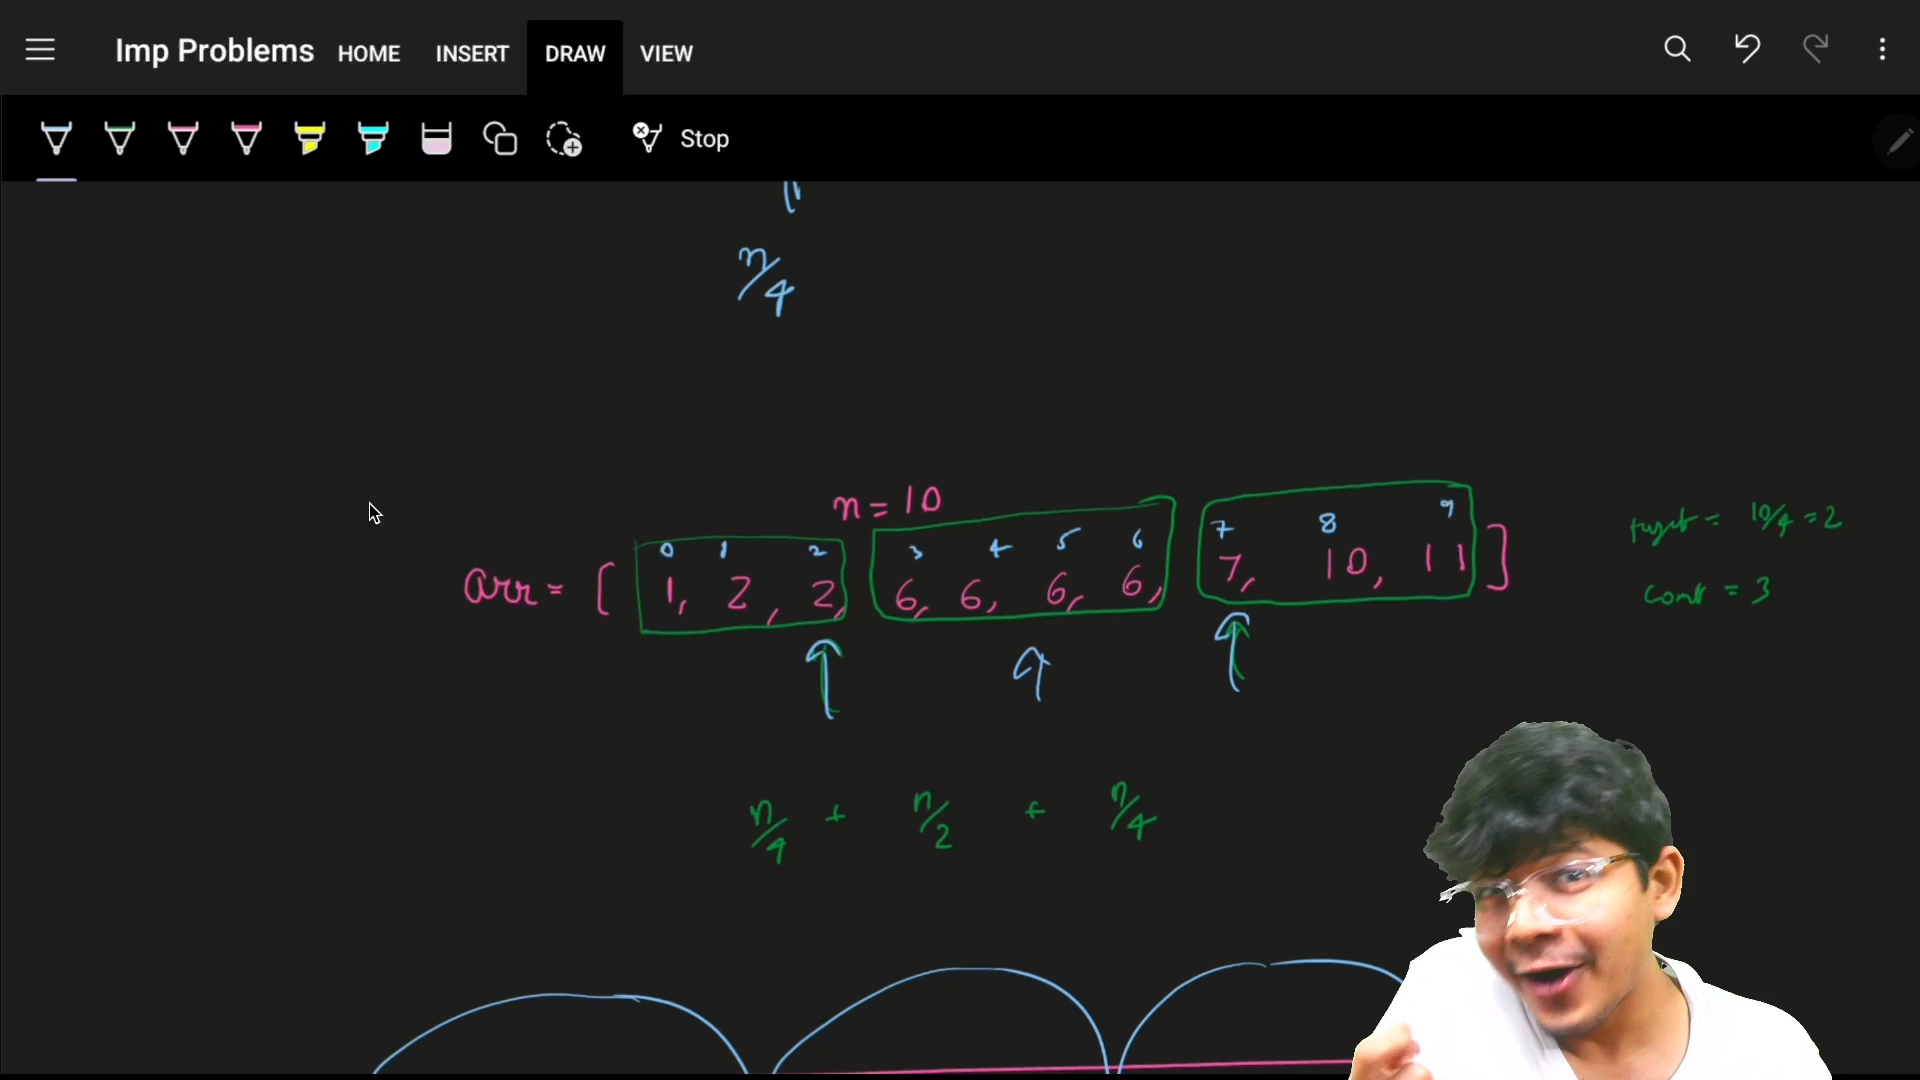 Imp Problems HOME INSERT DRAW VIEW
Stop
n/4
n = 10
0 1 2 3 4 5 6 7 8 9
arr = [ 1, 2, 2, 6, 6, 6, 6, 7, 10, 11 ]
target = 10/4 = 2
count = 3
n/4 + n/2 + n/4